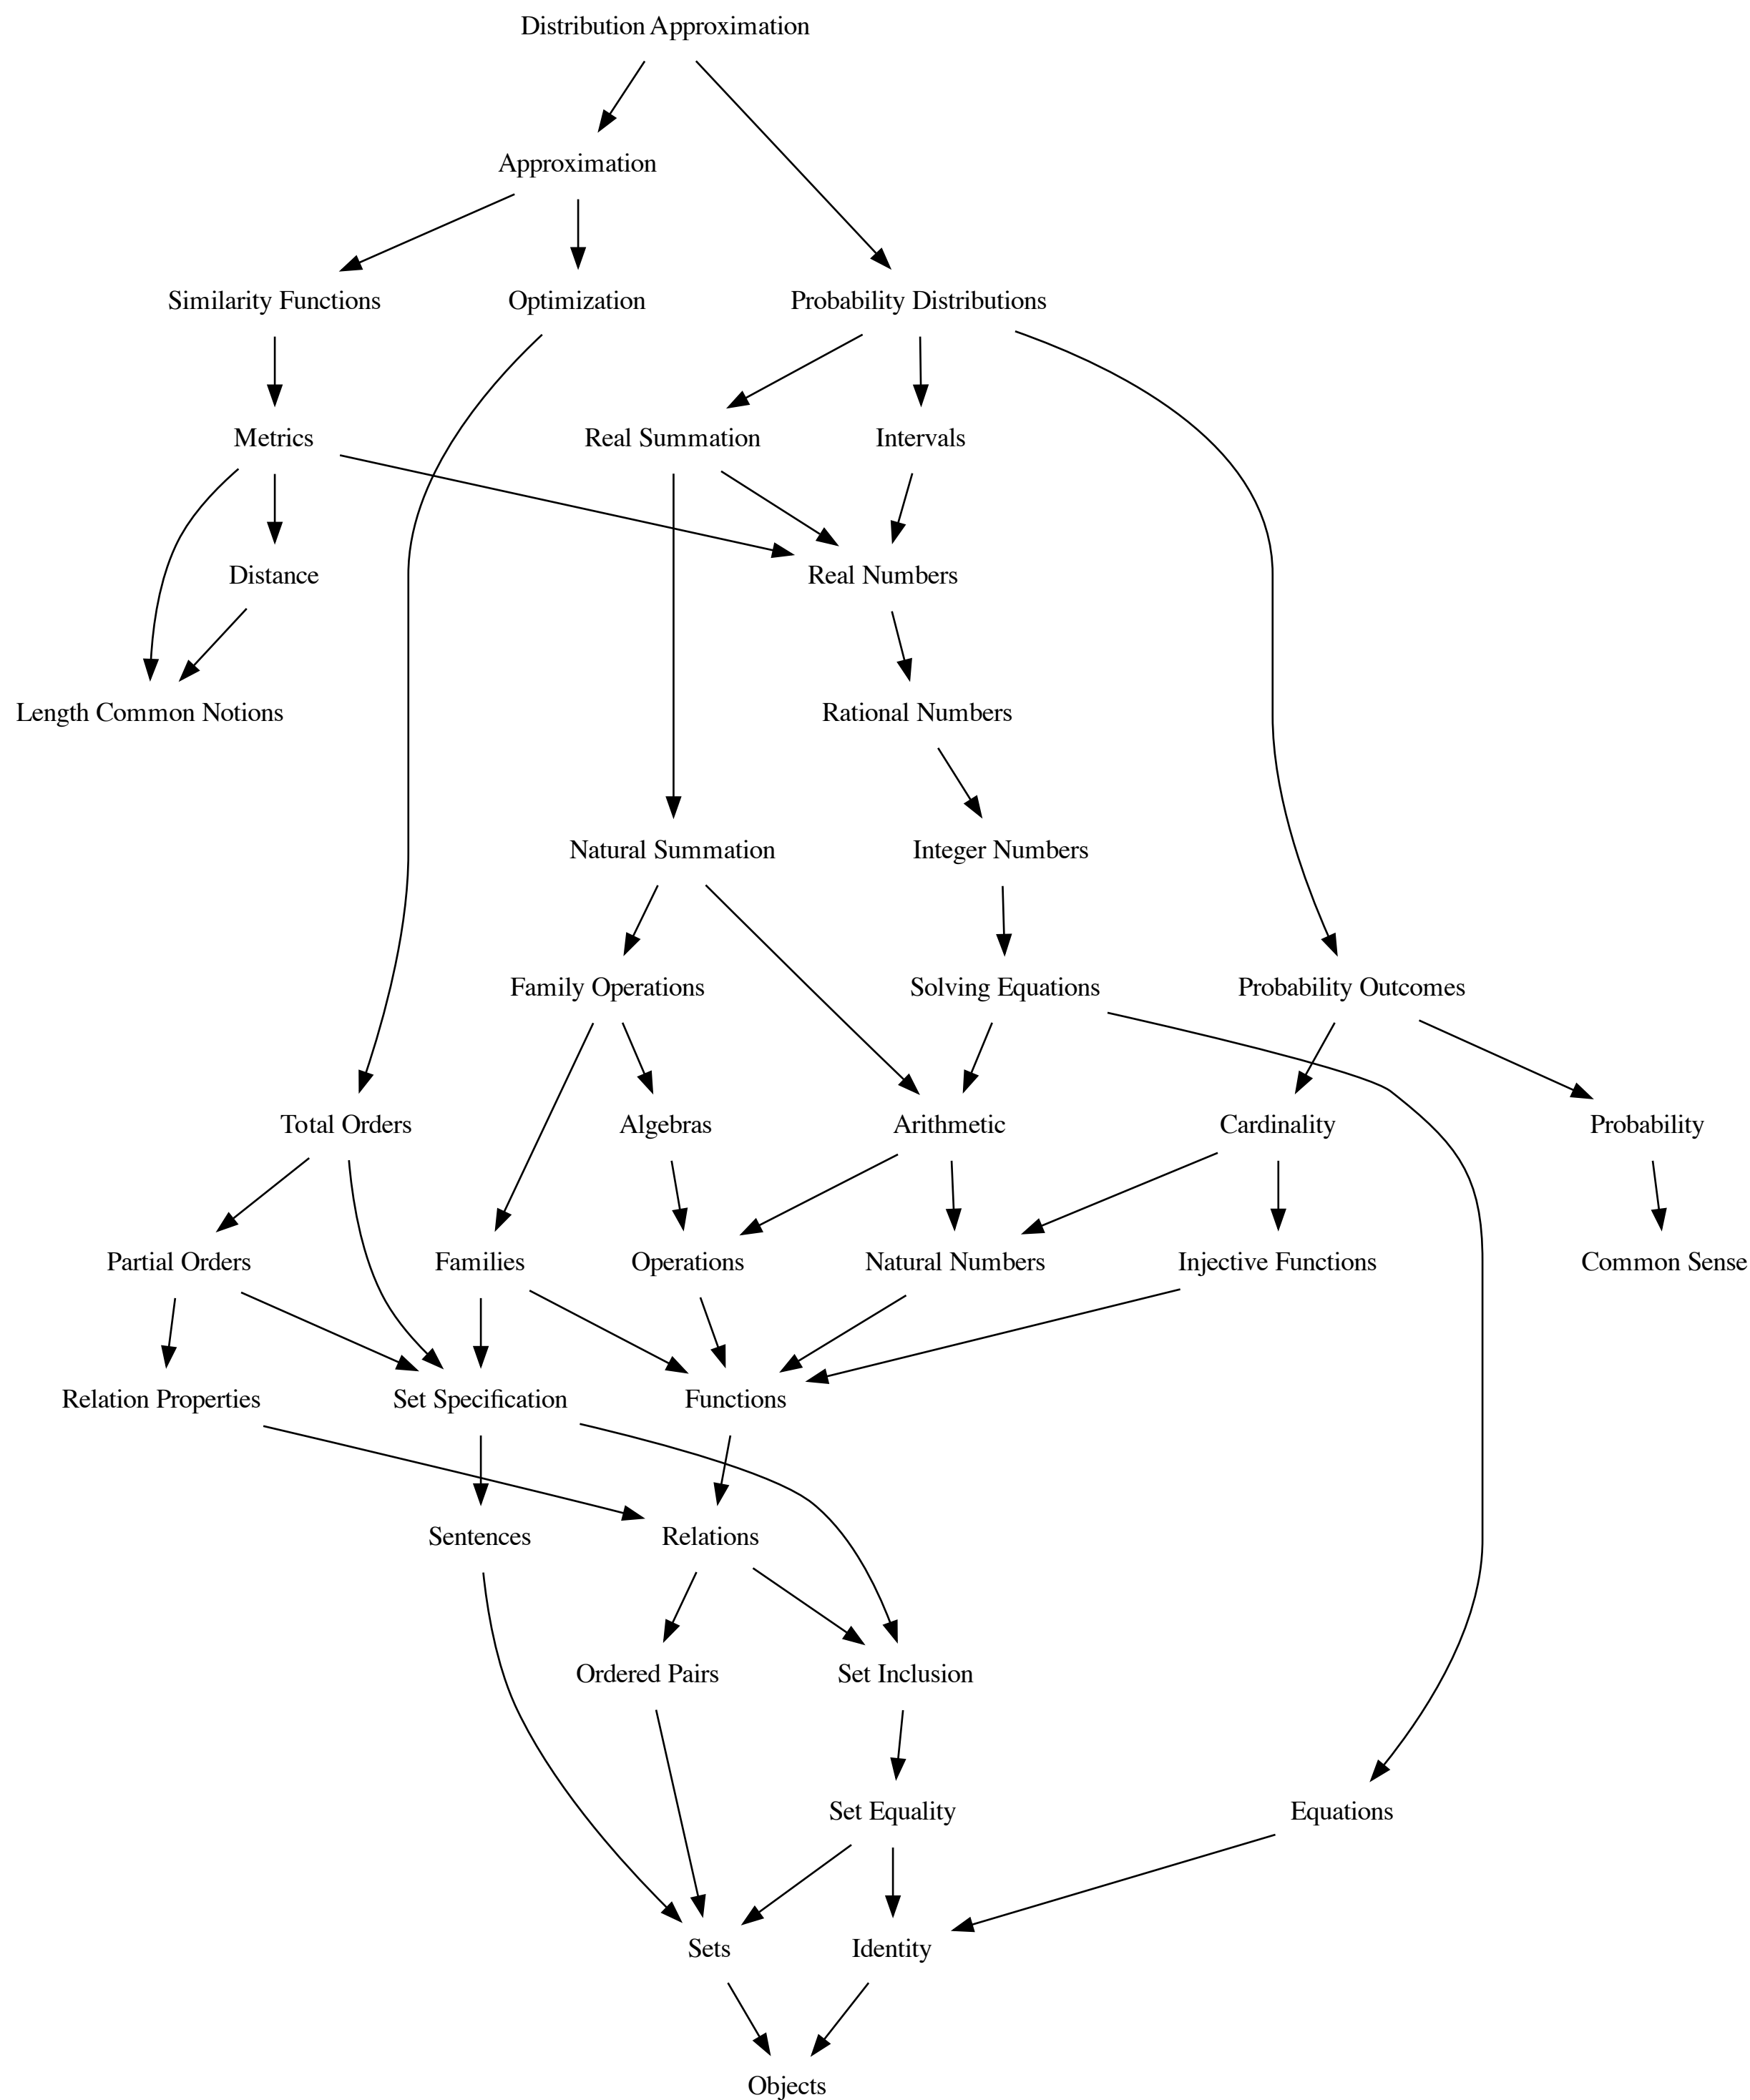 Distribution Approximation
Approximation
Similarity Functions
Optimization
Probability Distributions
Metrics
Real Summation
Intervals
Distance
Real Numbers
Length Common Notions
Rational Numbers
Natural Summation
Integer Numbers
Family Operations
Solving Equations
Probability Outcomes
Total Orders
Algebras
Arithmetic
Cardinality
Probability
Partial Orders
Families
Operations
Natural Numbers
Injective Functions
Common Sense
Relation Properties
Set Specification
Functions
Sentences
Relations
Ordered Pairs
Set Inclusion
Set Equality
Equations
Sets
Identity
Objects